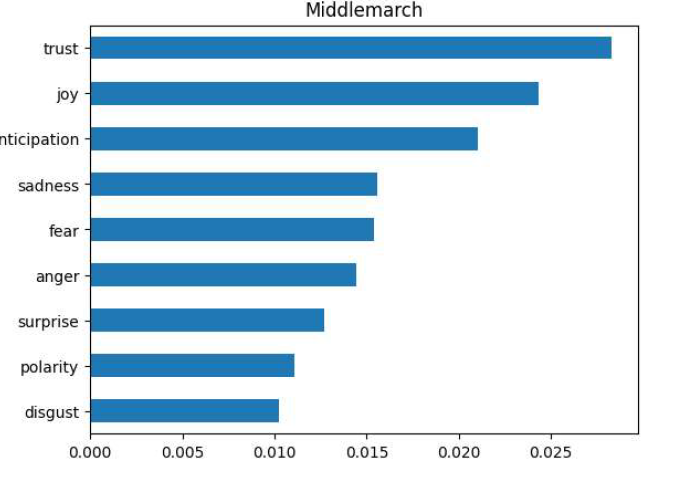 Middlemarch
trust
joy
nticipation
sadness
fear
anger
surprise
polarity
disgust
0.000 0.005 0.010 0.015 0.020 0.025